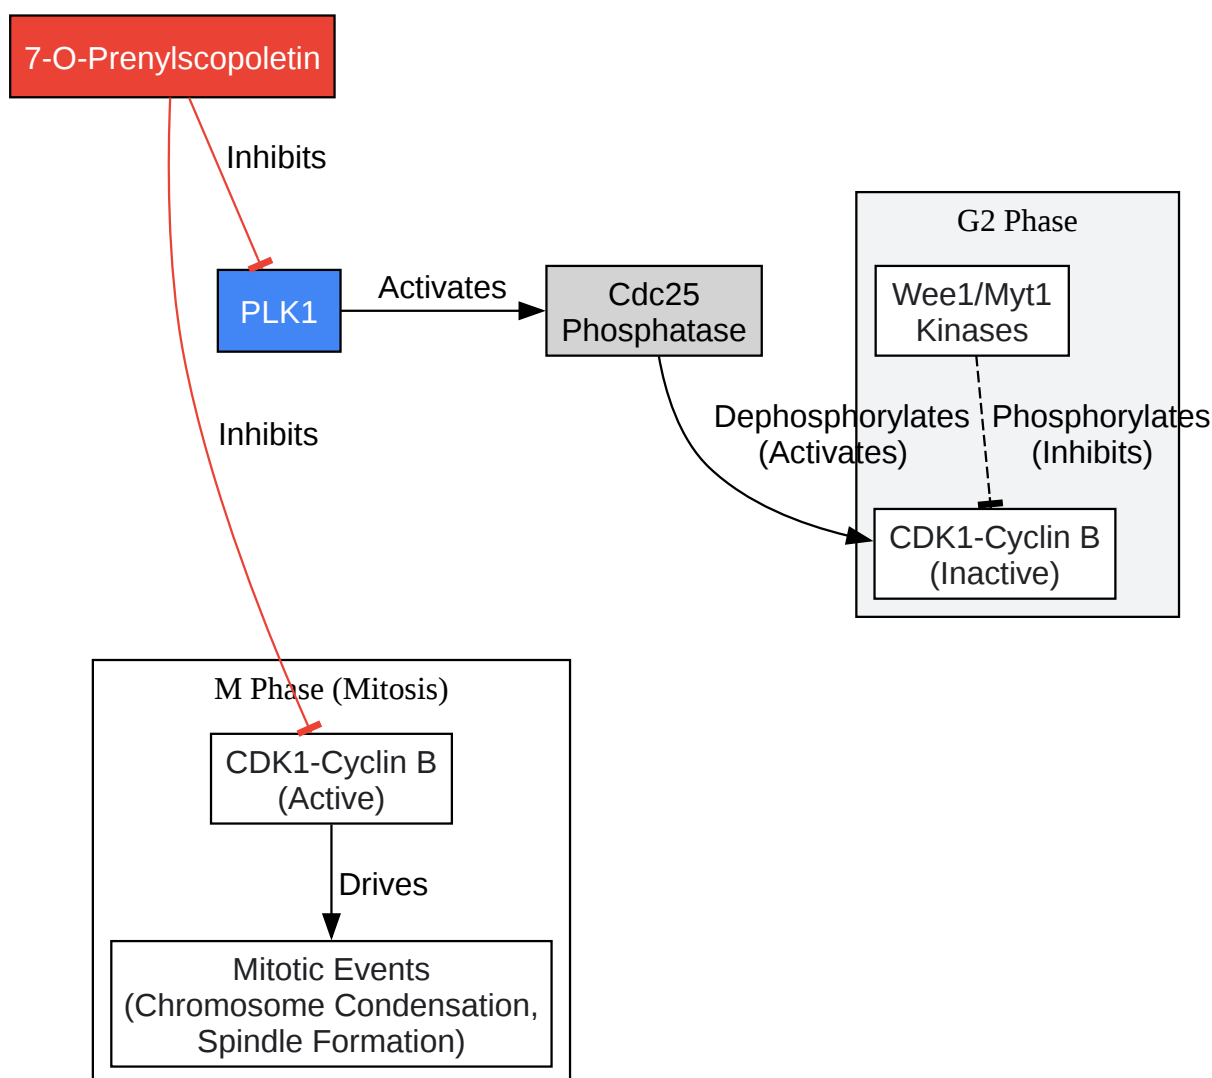 7-O-Prenylscopoletin
Inhibits
PLK1
Activates
Cdc25
Phosphatase
G2 Phase
Wee1/Myt1
Kinases
Dephosphorylates
(Activates)
Phosphorylates
(Inhibits)
Inhibits
CDK1-Cyclin B
(Inactive)
M Phase (Mitosis)
CDK1-Cyclin B
(Active)
Drives
Mitotic Events
(Chromosome Condensation,
Spindle Formation)